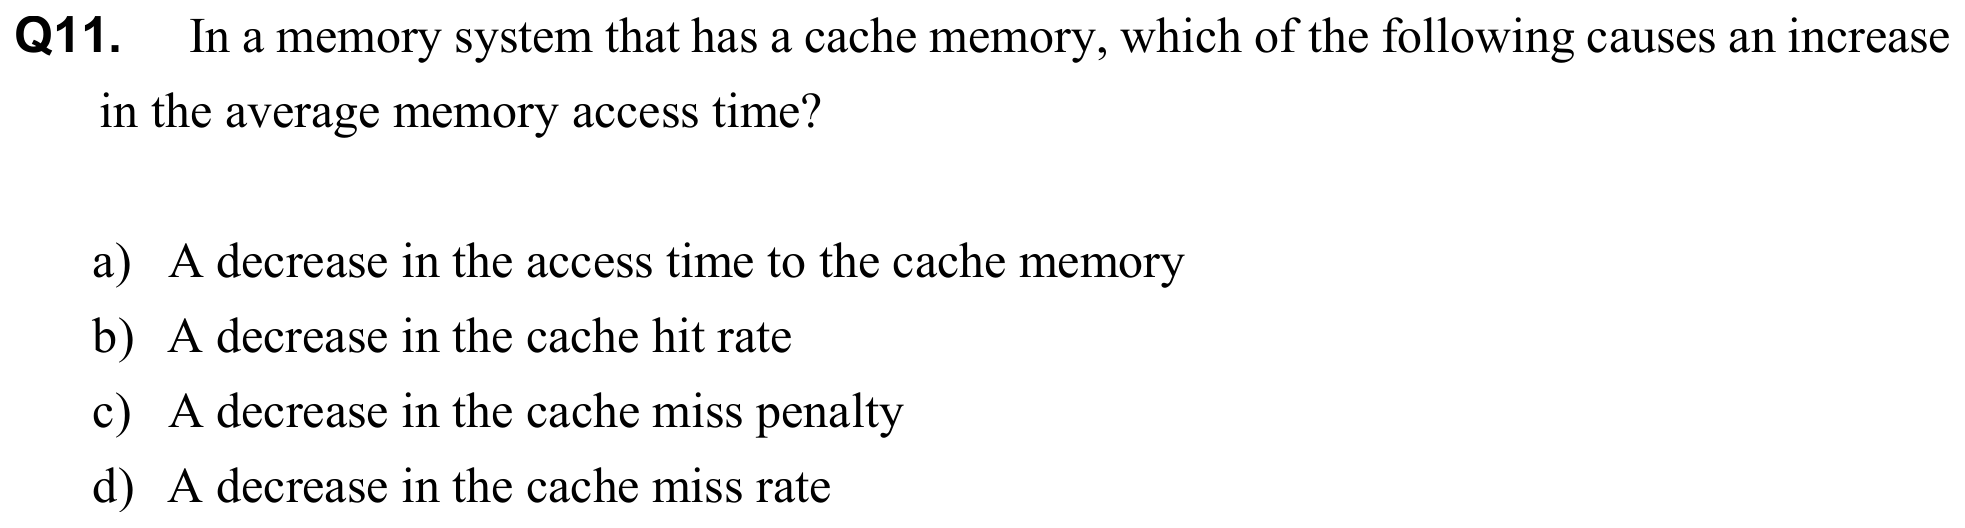 Q11. In a memory system that has a cache memory, which of the following causes an increase
in the average memory access time?
a) A decrease in the access time to the cache memory
b) A decrease in the cache hit rate
c) A decrease in the cache miss penalty
d) A decrease in the cache miss rate